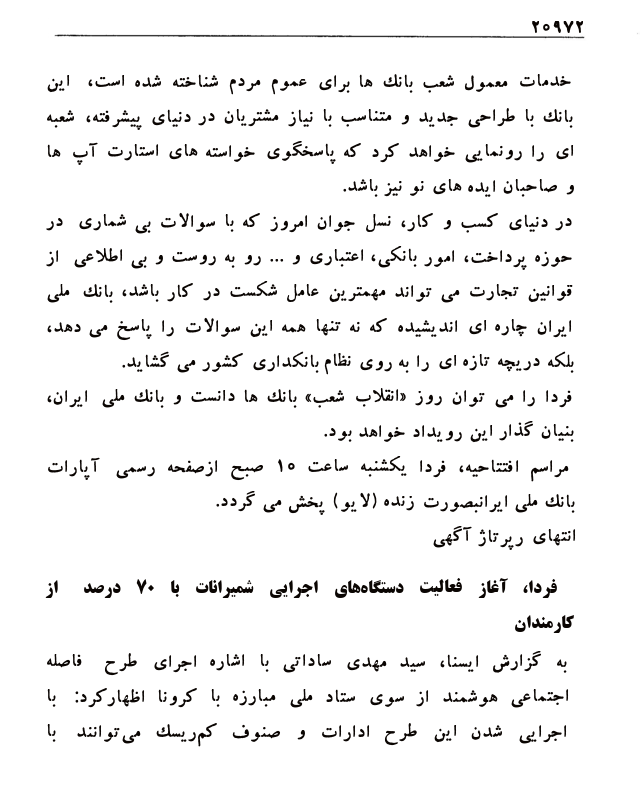 ۲۰۹۷۲
خدمات معمول شعب بانك ها برای عموم مردم شناخته شده است، این
بانك با طراحی جدید و متناسب با نیاز مشتریان در دنیای پیشرفته، شعبه
ای را رونمایی خواهد کرد که پاسخگوی خواسته های استارت آپ ها
و صاحبان ایده های نو نیز باشد.
در دنیای کسب و کار، نسل جوان امروز که با سوالات بی شماری در
حوزه پرداخت، امور بانکی، اعتباری و ... رو به روست و بی اطلاعی از
قوانین تجارت می تواند مهمترین عامل شکست در کار باشد، بانك ملی
ایران چاره ای اندیشیده که نه تنها همه این سوالات را پاسخ می دهد،
بلکه دریچه تازه ای را به روی نظام بانکداری کشور می گشاید.
فردا را می توان روز «انقلاب شعب» بانك ها دانست و بانك ملی ایران،
بنیان گذار این رویداد خواهد بود.
مراسم افتتاحیه، فردا یکشنبه ساعت ۱۰ صبح ازصفحه رسمی آپارات
بانك ملی ایرانبصورت زنده (لایو) پخش می گردد.
انتهای رپرتاژ آگهی
فردا، آغاز فعالیت دستگاه‌های اجرایی شمیرانات با ۷۰ درصد از
کارمندان
به گزارش ایسنا، سید مهدی ساداتی با اشاره اجرای طرح فاصله
اجتماعی هوشمند از سوی ستاد ملی مبارزه با کرونا اظهارکرد: با
اجرایی شدن این طرح ادارات و صنوف کم‌ریسك می‌توانند با